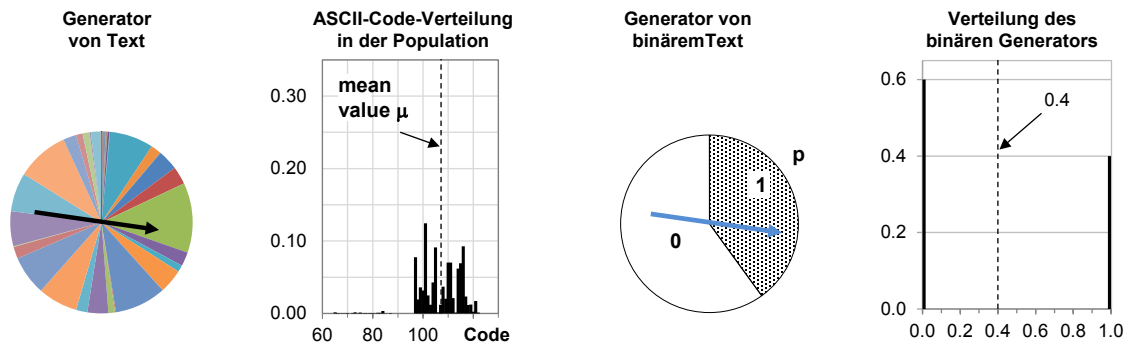 Generator
von Text
ASCII-Code-Verteilung
in der Population
mean
value µ
0.30
0.20
0.10
0.00
60
80
100
Code
Generator von
binäremText
p
1
0
Verteilung des
binären Generators
0.6
0.4
0.4
0.2
0.0
0.0
0.2
0.4
0.6
0.8
1.0